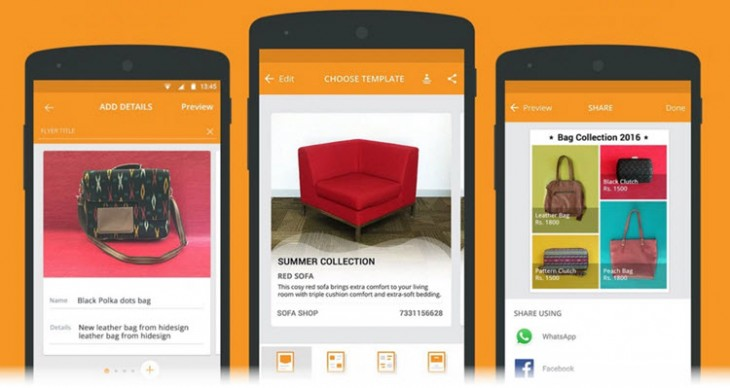 13:45
ADD DETAILS
Preview
FLYER TITLE
Name
Black Polka dots bag
Details
New leather bag from hidesign
leather bag from hidesign
Edit
CHOOSE TEMPLATE
SUMMER COLLECTION
RED SOFA
This cosy red sofa brings extra comfort to your living
room with triple cushion comfort and extra-soft bedding.
SOFA SHOP
7331156628
Preview
SHARE
Done
★ Bag Collection 2016 ★
Leather Bag
Rs. 1800
Black Clutch
Rs. 1500
Pattern Clutch
Rs. 1500
Peach Bag
Rs. 1800
SHARE USING
WhatsApp
Facebook